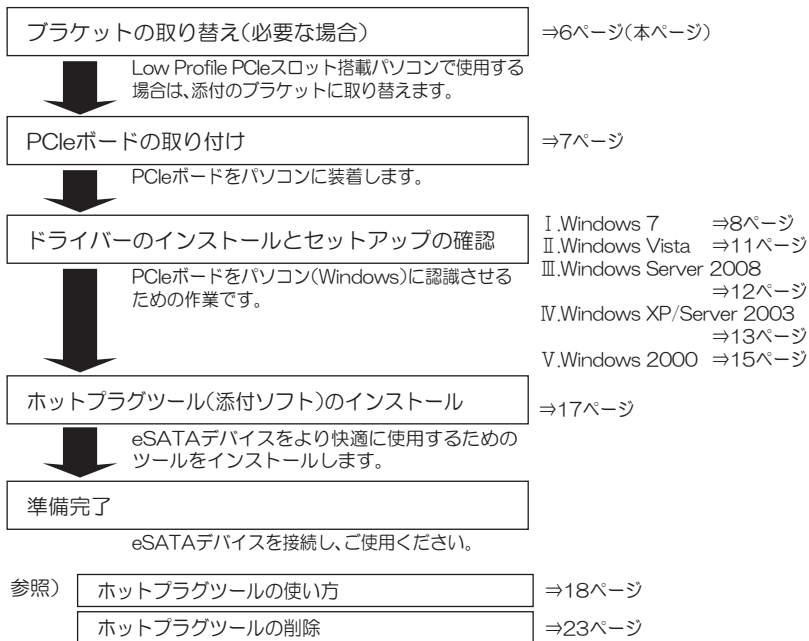 ブラケットの取り替え(必要な場合) ⇒6ページ(本ページ)
Low Profile PCIeスロット搭載パソコンで使用する
場合は、添付のブラケットに取り替えます。
PCIeボードの取り付け ⇒7ページ
PCIeボードをパソコンに装着します。
ドライバーのインストールとセットアップの確認
PCIeボードをパソコン(Windows)に認識させる
ための作業です。
Ⅰ.Windows 7 ⇒8ページ
Ⅱ.Windows Vista ⇒11ページ
Ⅲ.Windows Server 2008
⇒12ページ
Ⅳ.Windows XP/Server 2003
⇒13ページ
Ⅴ.Windows 2000 ⇒15ページ
ホットプラグツール(添付ソフト)のインストール ⇒17ページ
eSATAデバイスをより快適に使用するための
ツールをインストールします。
準備完了
eSATAデバイスを接続し、ご使用ください。
参照) ホットプラグツールの使い方 ⇒18ページ
ホットプラグツールの削除 ⇒23ページ